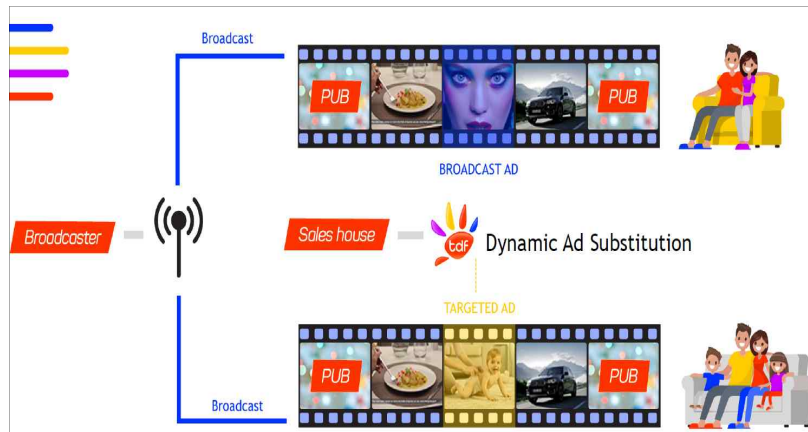 Broadcast
PUB
PUB
BROADCAST AD
Broadcaster
Sales house
tdf
Dynamic Ad Substitution
TARGETED AD
PUB
PUB
Broadcast